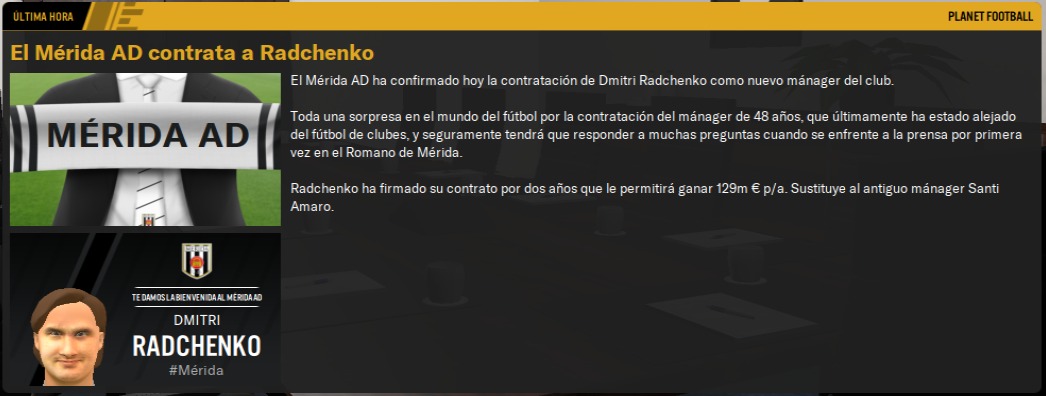 ÚLTIMA HORA
PLANET FOOTBALL
El Mérida AD contrata a Radchenko
MÉRIDA AD
El Mérida AD ha confirmado hoy la contratación de Dmitri Radchenko como nuevo mánager del club.
Toda una sorpresa en el mundo del fútbol por la contratación del mánager de 48 años, que últimamente ha estado alejado
del fútbol de clubes, y seguramente tendrá que responder a muchas preguntas cuando se enfrente a la prensa por primera
vez en el Romano de Mérida.
Radchenko ha firmado su contrato por dos años que le permitirá ganar 129m € p/a. Sustituye al antiguo mánager Santi
Amaro.
TE DAMOS LA BIENVENIDA AL MÉRIDA AD
DMITRI
RADCHENKO
#Mérida